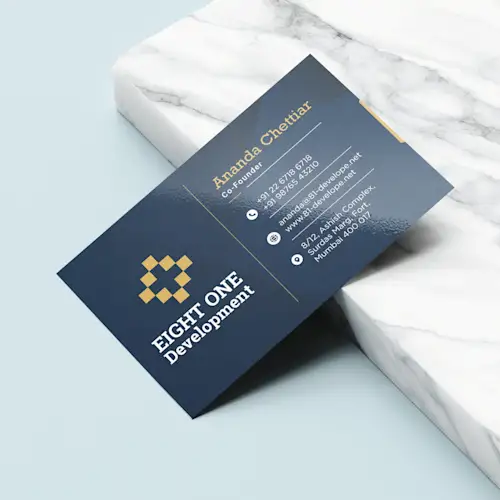 EIGHT ONE
Development
Ananda Chettiar
Co-Founder
+91 22 6718 6718
+91 98765 43210
ananda@81-develope.net
www.81-develope.net
8/12, Ashish Complex,
Surdas Marg, Fort,
Mumbai 400 017